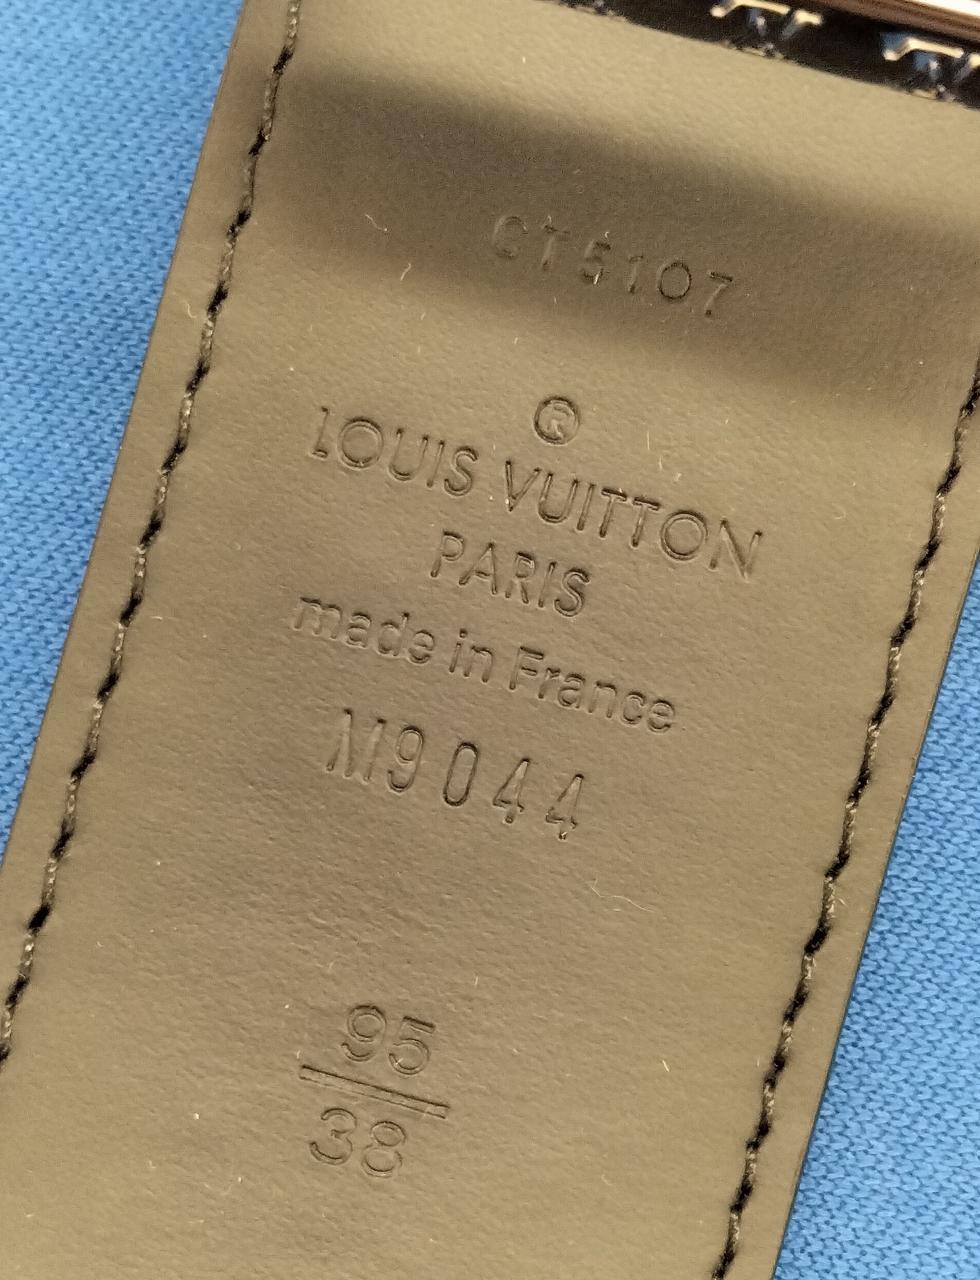 CT5107
®
LOUIS VUITTON
PARIS
made in France
M9044
95
38